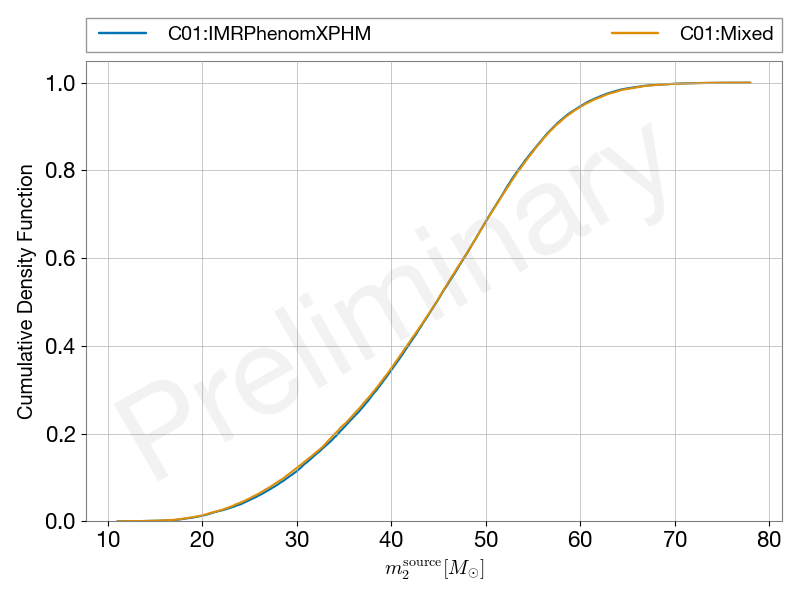 C01:IMRPhenomXPHM C01:Mixed
1.0
0.8
0.6
0.4
0.2
0.0
Cumulative Density Function
Preliminary
10 20 30 40 50 60 70 80
m₂^source [M⊙]